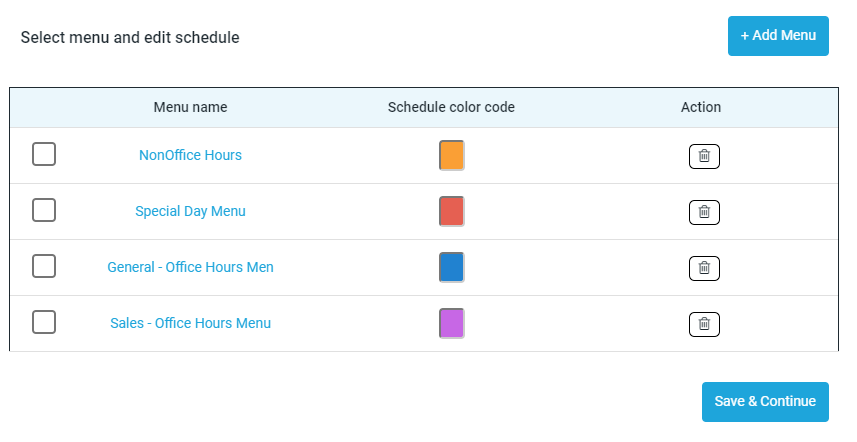 Select menu and edit schedule
+ Add Menu
Menu name Schedule color code Action
NonOffice Hours
Special Day Menu
General - Office Hours Men
Sales - Office Hours Menu
Save & Continue